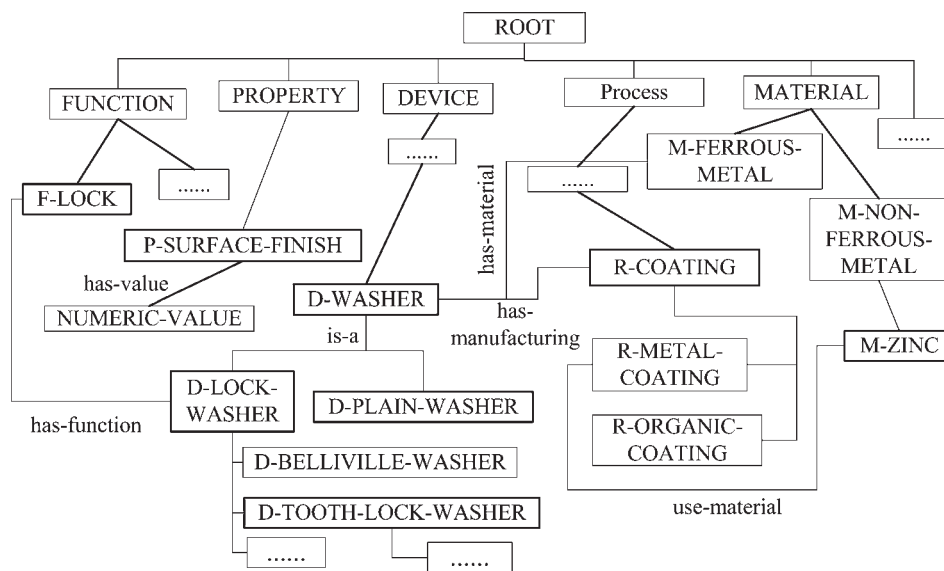 ROOT
FUNCTION
PROPERTY
DEVICE
Process
MATERIAL
......
......
......
M-FERROUS-
METAL
......
F-LOCK
has-material
M-NON-
FERROUS-
METAL
P-SURFACE-FINISH
R-COATING
has-value
D-WASHER
has-
manufacturing
NUMERIC-VALUE
is-a
R-METAL-
COATING
M-ZINC
D-LOCK-
WASHER
D-PLAIN-WASHER
has-function
R-ORGANIC-
COATING
D-BELLIVILLE-WASHER
use-material
D-TOOTH-LOCK-WASHER
......
......